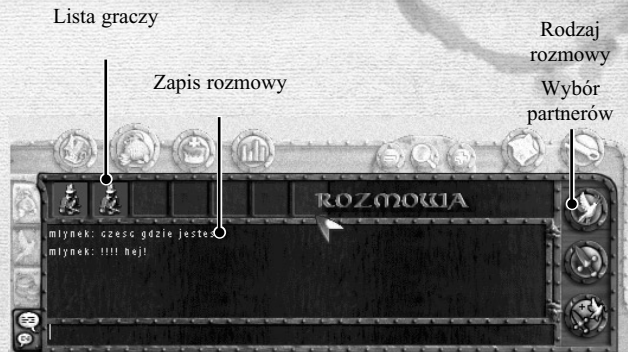 Lista graczy
Rodzaj
rozmowy
Zapis rozmowy
Wybór
partnerów
ROZMOWA
mlynek: czesc gdzie jestes
mlynek: !!!! hej!